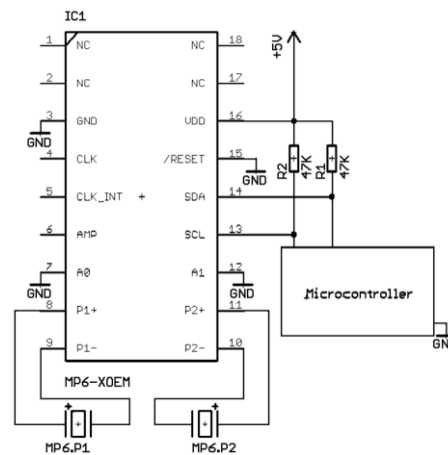 IC1
1 NC NC 18
2 NC NC 17
3 GND VDD 16
GND
4 CLK /RESET 15
GND
5 CLK_INT + SDA 14
6 AMP SCL 13
7 A0 A1 12
GND GND
8 P1+ P2+ 11
9 P1- P2- 10
MP6-XOEM
+ +
MP6.P1 MP6.P2
+5V
R2 47K R1 47K
Microcontroller